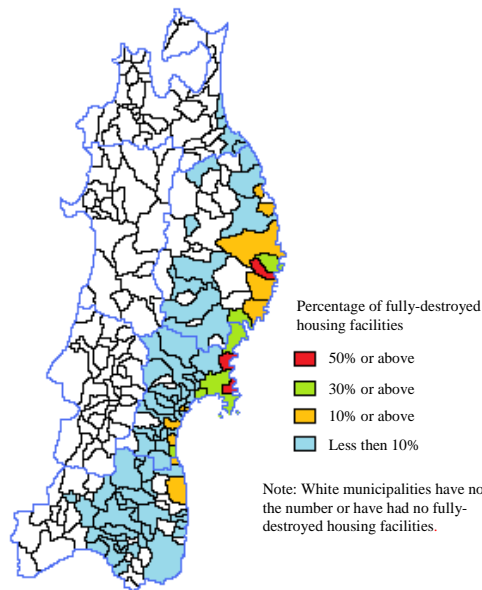 Percentage of fully-destroyed
housing facilities
50% or above
30% or above
10% or above
Less then 10%
Note: White municipalities have no
the number or have had no fully-
destroyed housing facilities.